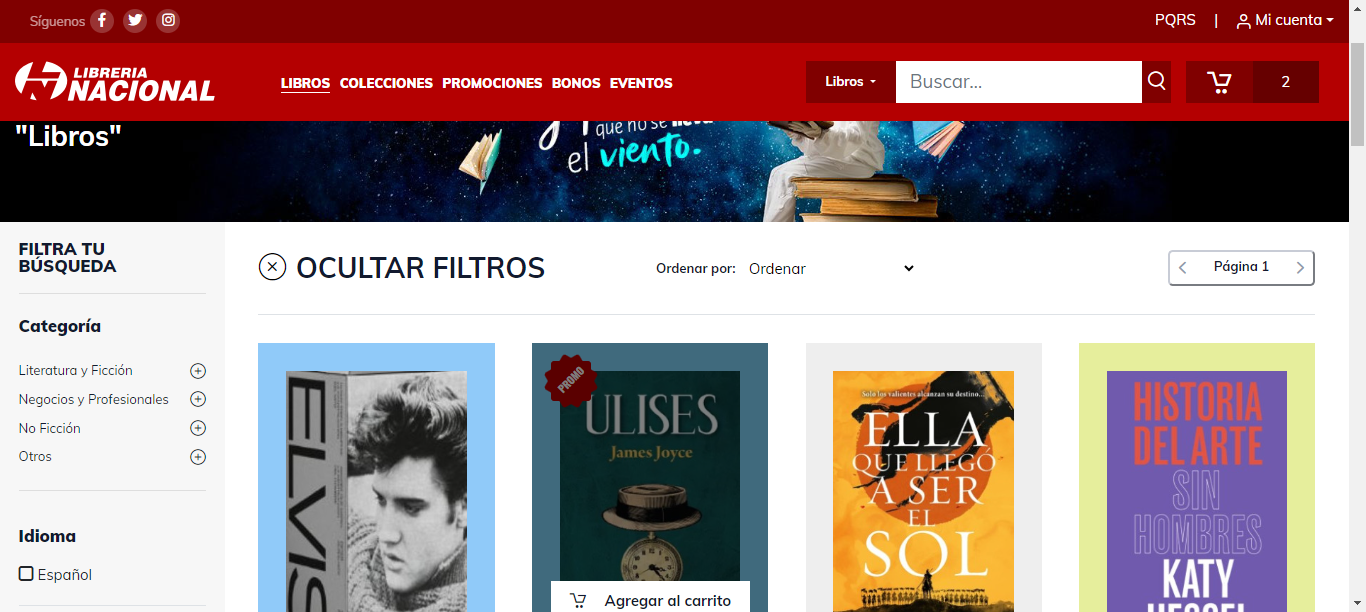 Síguenos
PQRS | Mi cuenta
LIBRERIA
NACIONAL
LIBROS COLECCIONES PROMOCIONES BONOS EVENTOS
Libros
Buscar...
2
"Libros"
que no se
el viento.
FILTRA TU
BÚSQUEDA
Categoría
Literatura y Ficción
Negocios y Profesionales
No Ficción
Otros
Idioma
Español
OCULTAR FILTROS
Ordenar por: Ordenar
Página 1
ELVIS
PROMO
ULISES
James Joyce
Agregar al carrito
Solo los valientes alcanzan su destino...
ELLA
QUE LLEGÓ
A SER
EL
SOL
HISTORIA
DEL ARTE
SIN
HOMBRES
KATY
HESSEL